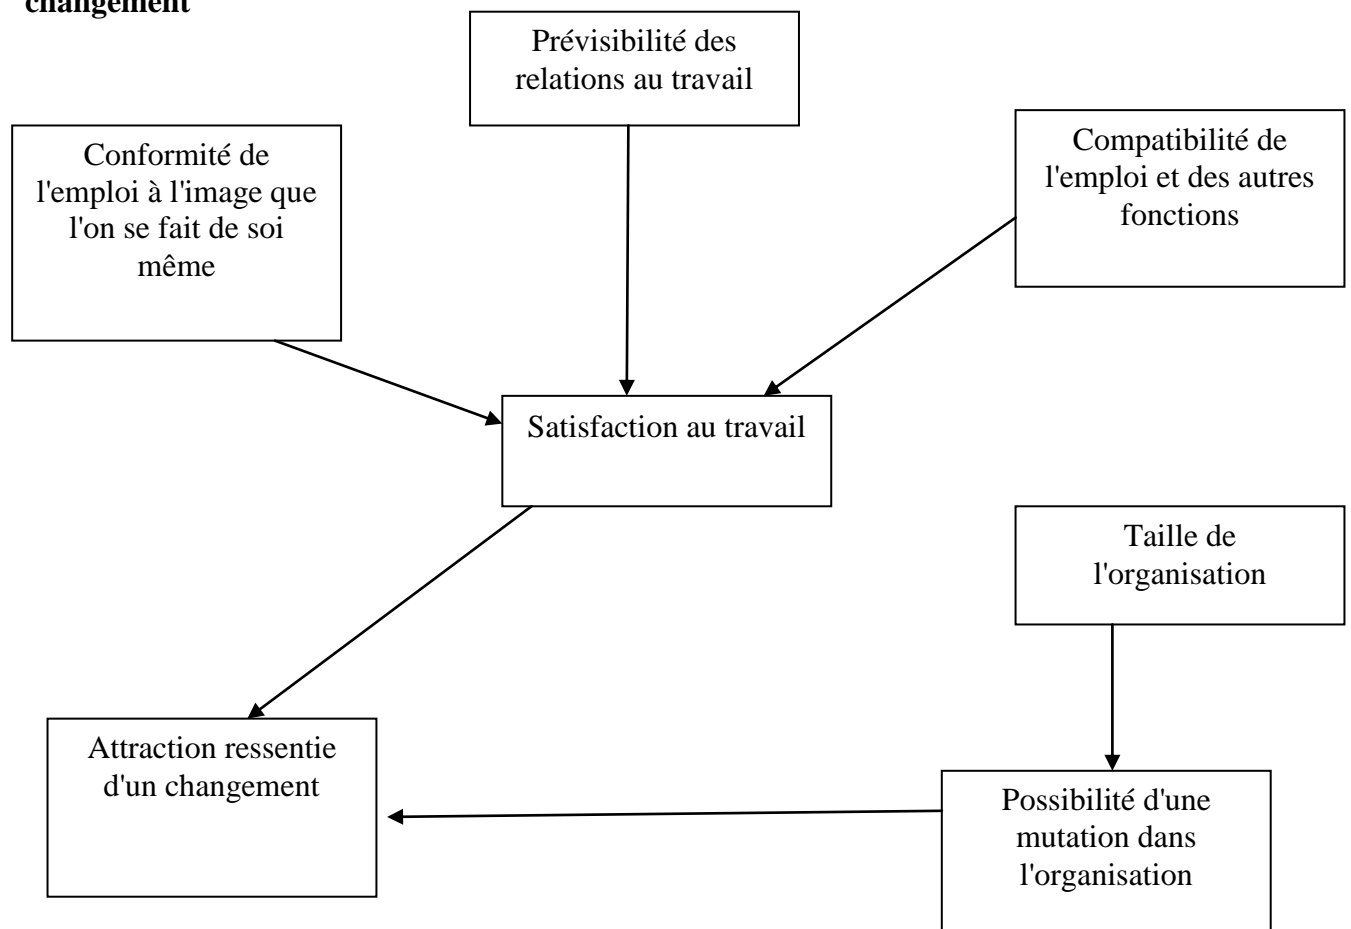 changement
Prévisibilité des
relations au travail
Conformité de
l'emploi à l'image que
l'on se fait de soi
même
Compatibilité de
l'emploi et des autres
fonctions
Satisfaction au travail
Taille de
l'organisation
Attraction ressentie
d'un changement
Possibilité d'une
mutation dans
l'organisation